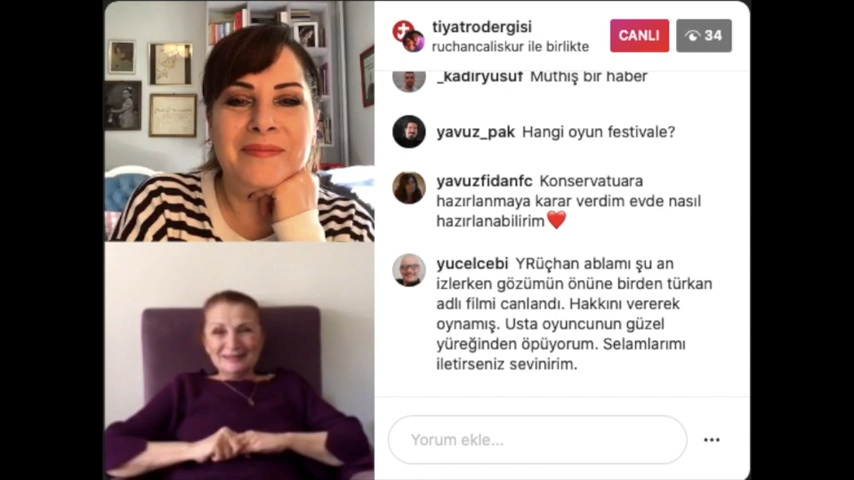 tiyatrodergisi
ruchancaliskur ile birlikte
CANLI
34
_kadiryusuf Müthiş bir haber
yavuz_pak Hangi oyun festivale?
yavuzfidanfc Konservatuara
hazırlanmaya karar verdim evde nasıl
hazırlanabilirim❤️
yucelcebi YRüçhan ablamı şu an
izlerken gözümün önüne birden türkan
adlı filmi canlandı. Hakkını vererek
oynamış. Usta oyuncunun güzel
yüreğinden öpüyorum. Selamlarımı
iletirseniz sevinirim.
Yorum ekle...